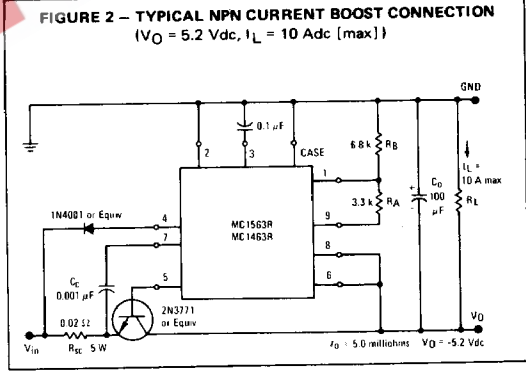 FIGURE 2 – TYPICAL NPN CURRENT BOOST CONNECTION
(VO = 5.2 Vdc, IL = 10 Adc [max])
GND
0.1 µF
2
3
CASE
6.8 k
RB
1
IL =
10 A max
CO
100
µF
+
-
RL
3.3 k
RA
1N4001 or Equiv
4
MC1563R
MC1463R
9
7
8
CC
0.001 µF
5
6
2N3771
or Equiv
0.02 Ω
VO
Vin
RSC 5 W
zo = 5.0 milliohms VO = -5.2 Vdc